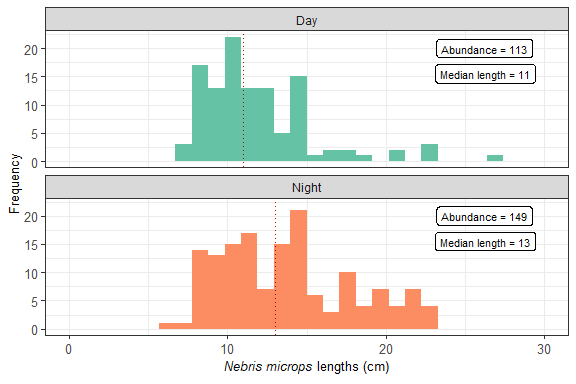 Day
Abundance = 113
Median length = 11
20
15
10
5
0
Frequency
Night
Abundance = 149
Median length = 13
20
15
10
5
0
0 10 20 30
Nebris microps lengths (cm)